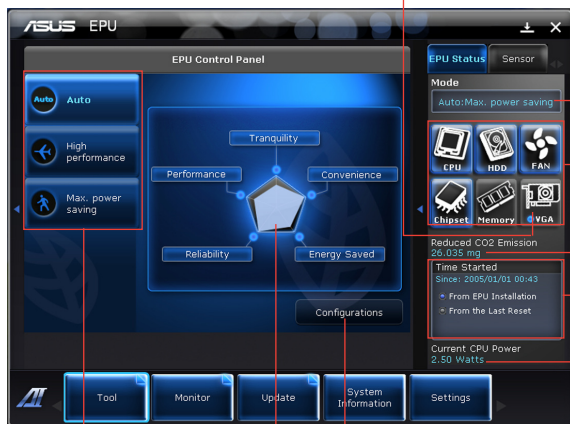 ASUS EPU
EPU Control Panel
EPU Status
Sensor
Auto
Auto
High
performance
Max. power
saving
Tranquility
Performance
Convenience
Reliability
Energy Saved
Configurations
Mode
Auto:Max. power saving
CPU
HDD
FAN
Chipset
Memory
VGA
Reduced CO2 Emission
26.035 mg
Time Started
Since: 2005/01/01 00:43
From EPU Installation
From the Last Reset
Current CPU Power
2.50 Watts
Tool
Monitor
Update
System
Information
Settings